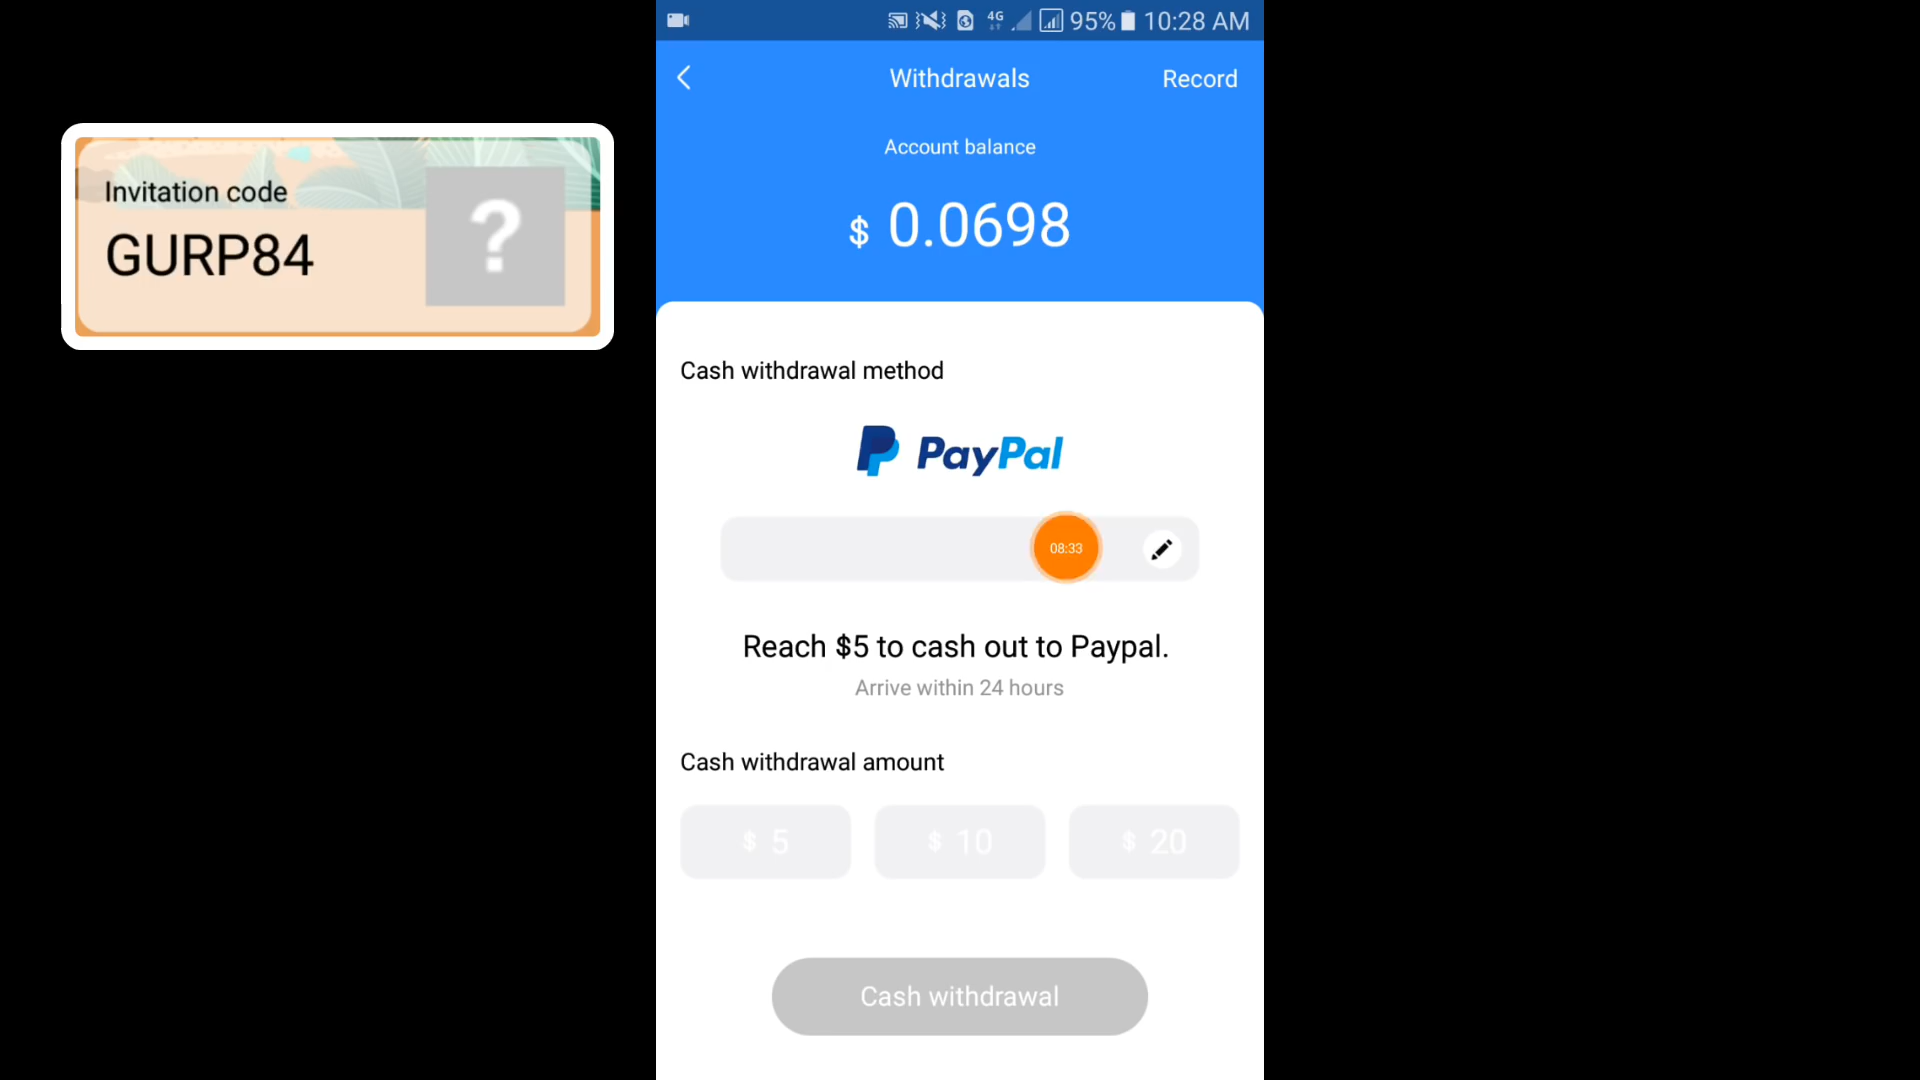 4G 95% 10:28 AM
Withdrawals
Record
Account balance
$ 0.0698
Invitation code
GURP84
?
Cash withdrawal method
PayPal
08:33
Reach $5 to cash out to Paypal.
Arrive within 24 hours
Cash withdrawal amount
$ 5
$ 10
$ 20
Cash withdrawal